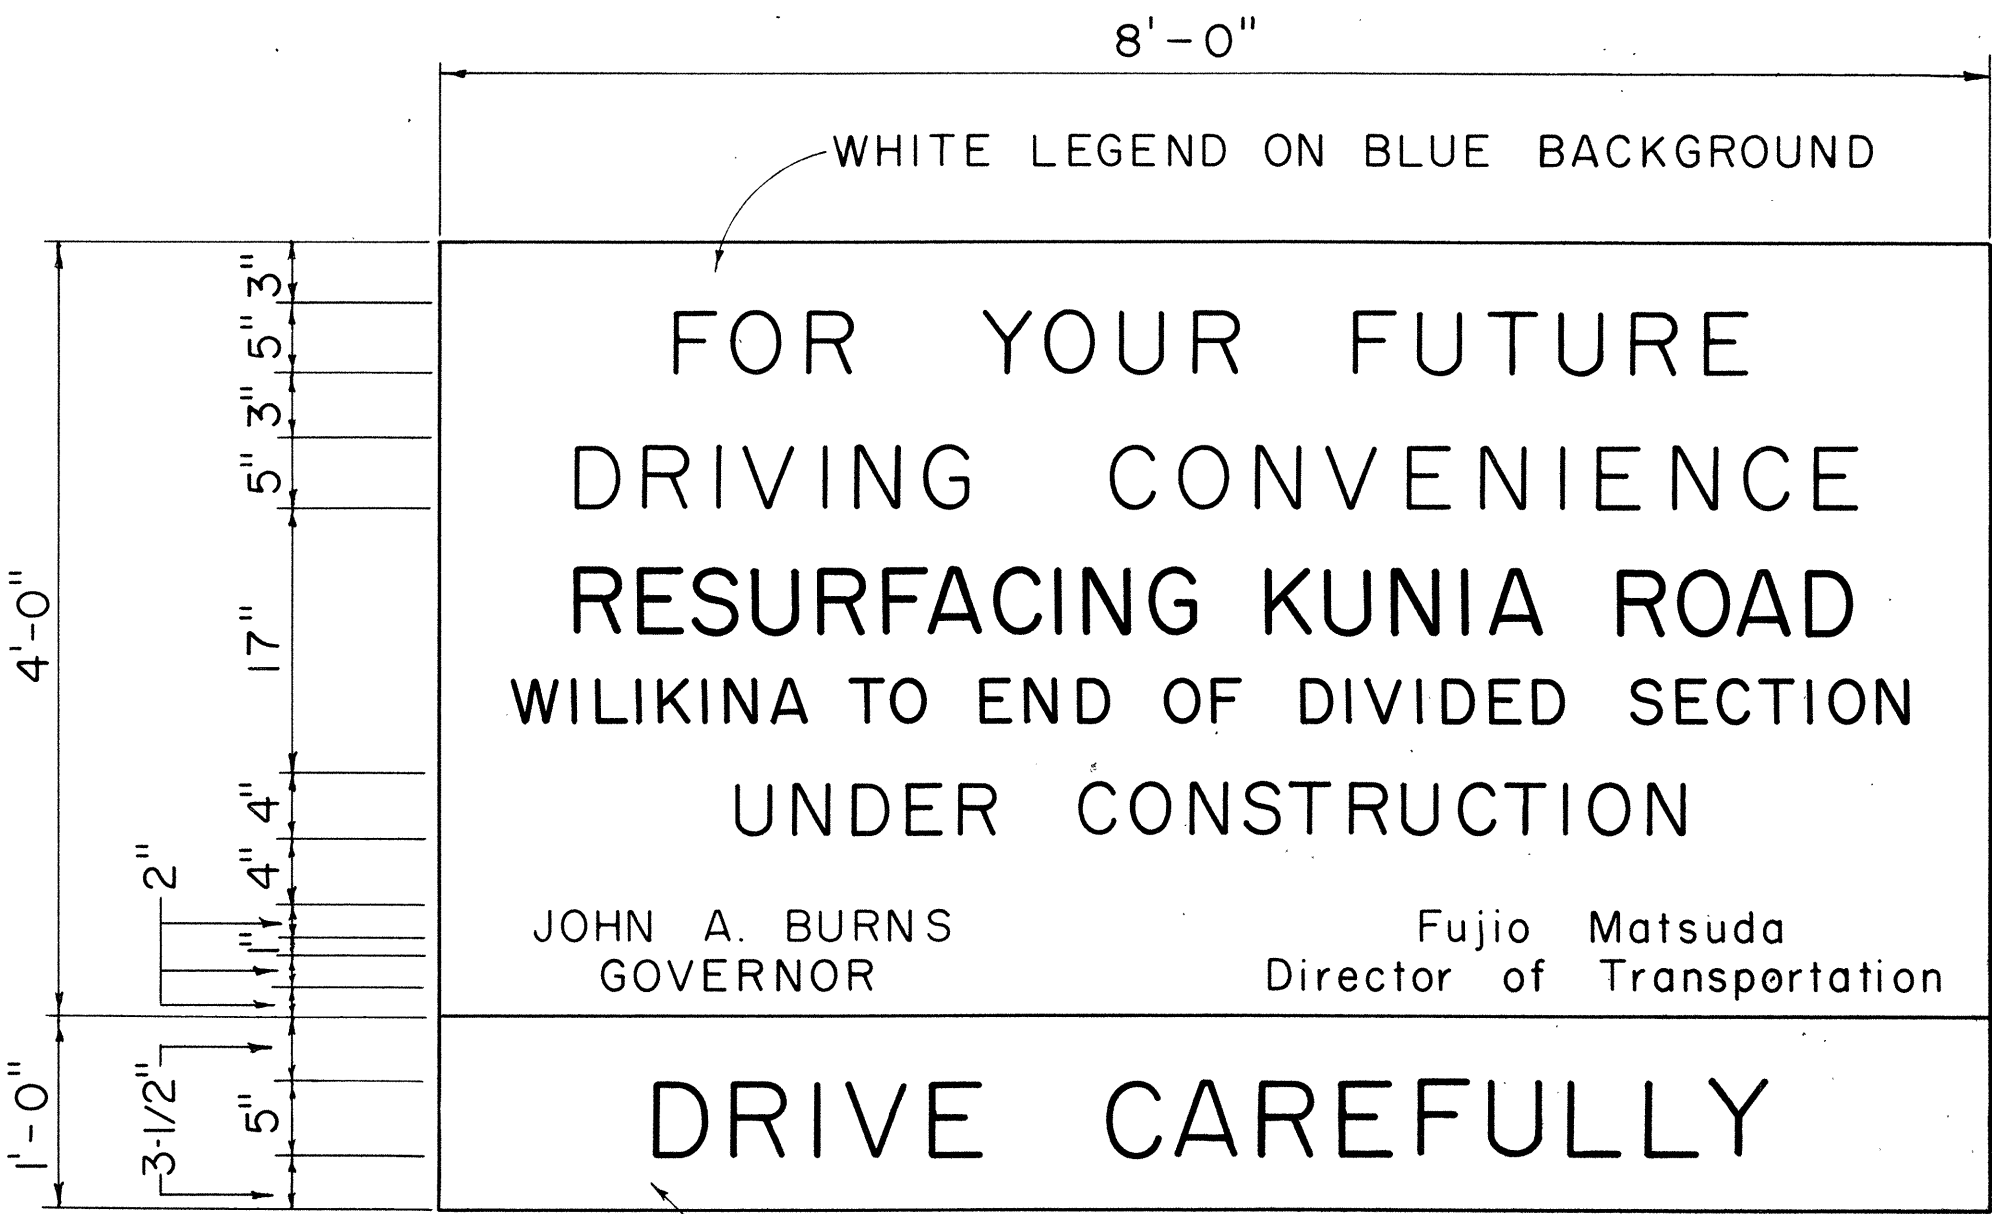 8'-0"
WHITE LEGEND ON BLUE BACKGROUND
3"
5"
3"
5"
17"
4"
4"
2"
1"
4'-0"
FOR YOUR FUTURE
DRIVING CONVENIENCE
RESURFACING KUNIA ROAD
WILIKINA TO END OF DIVIDED SECTION
UNDER CONSTRUCTION
JOHN A. BURNS
GOVERNOR
Fujio Matsuda
Director of Transportation
1'-0"
3-1/2"
5"
DRIVE CAREFULLY